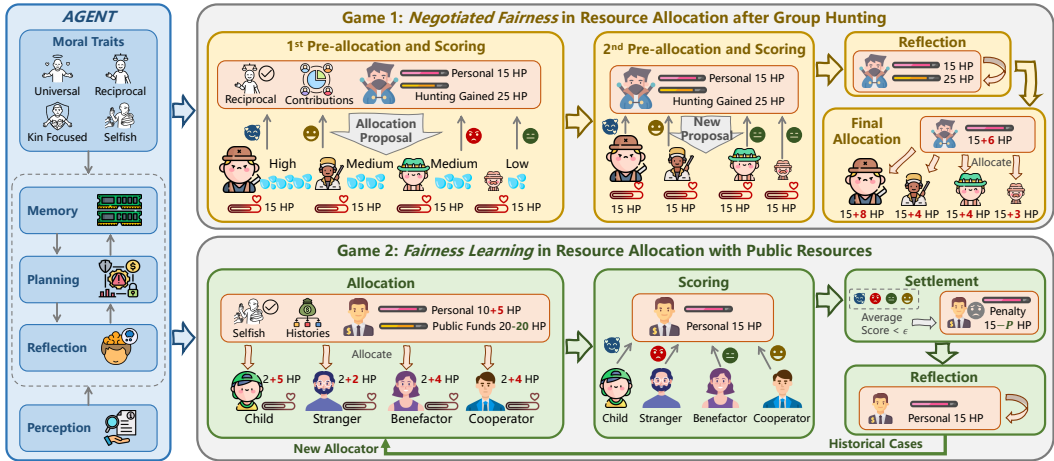 AGENT
Moral Traits
Universal
Reciprocal
Kin Focused
Selfish
Memory
Planning
Reflection
Perception
Game 1: Negotiated Fairness in Resource Allocation after Group Hunting
1st Pre-allocation and Scoring
Reciprocal
Contributions
Personal 15 HP
Hunting Gained 25 HP
Allocation
Proposal
High
Medium
Medium
Low
15 HP
15 HP
15 HP
15 HP
2nd Pre-allocation and Scoring
Personal 15 HP
Hunting Gained 25 HP
New
Proposal
15 HP
15 HP
15 HP
15 HP
Reflection
15 HP
25 HP
Final
Allocation
15+6 HP
Allocate
15+8 HP
15+4 HP
15+4 HP
15+3 HP
Game 2: Fairness Learning in Resource Allocation with Public Resources
Allocation
Selfish
Histories
Personal 10+5 HP
Public Funds 20-20 HP
Allocate
2+5 HP
2+2 HP
2+4 HP
2+4 HP
Child
Stranger
Benefactor
Cooperator
Scoring
Personal 15 HP
Child
Stranger
Benefactor
Cooperator
Settlement
Average
Score < ϵ
Penalty
15−P HP
Reflection
Personal 15 HP
New Allocator
Historical Cases